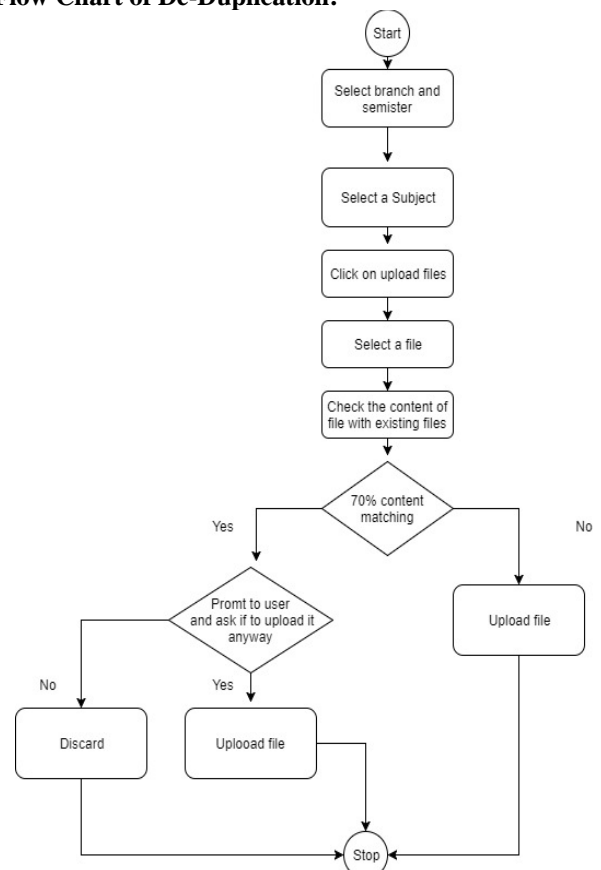 Flow Chart of De-Duplication:
Start
Select branch and
semister
Select a Subject
Click on upload files
Select a file
Check the content of
file with existing files
70% content
matching
Yes
No
Promt to user
and ask if to upload it
anyway
Upload file
No
Yes
Discard
Uplooad file
Stop